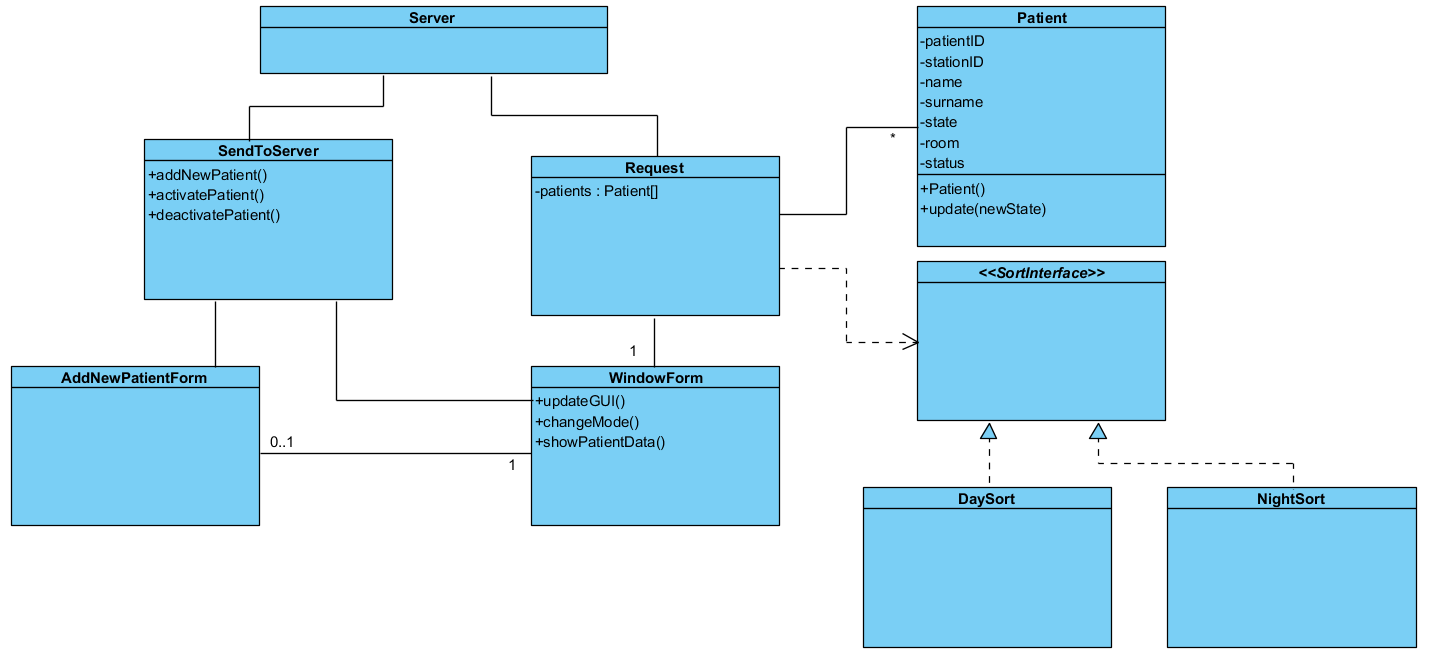 Server
Patient
-patientID
-stationID
-name
-surname
-state
-room
-status
+Patient()
+update(newState)
*
SendToServer
+addNewPatient()
+activatePatient()
+deactivatePatient()
Request
-patients : Patient[]
<<SortInterface>>
1
AddNewPatientForm
WindowForm
+updateGUI()
+changeMode()
+showPatientData()
0..1
1
DaySort
NightSort